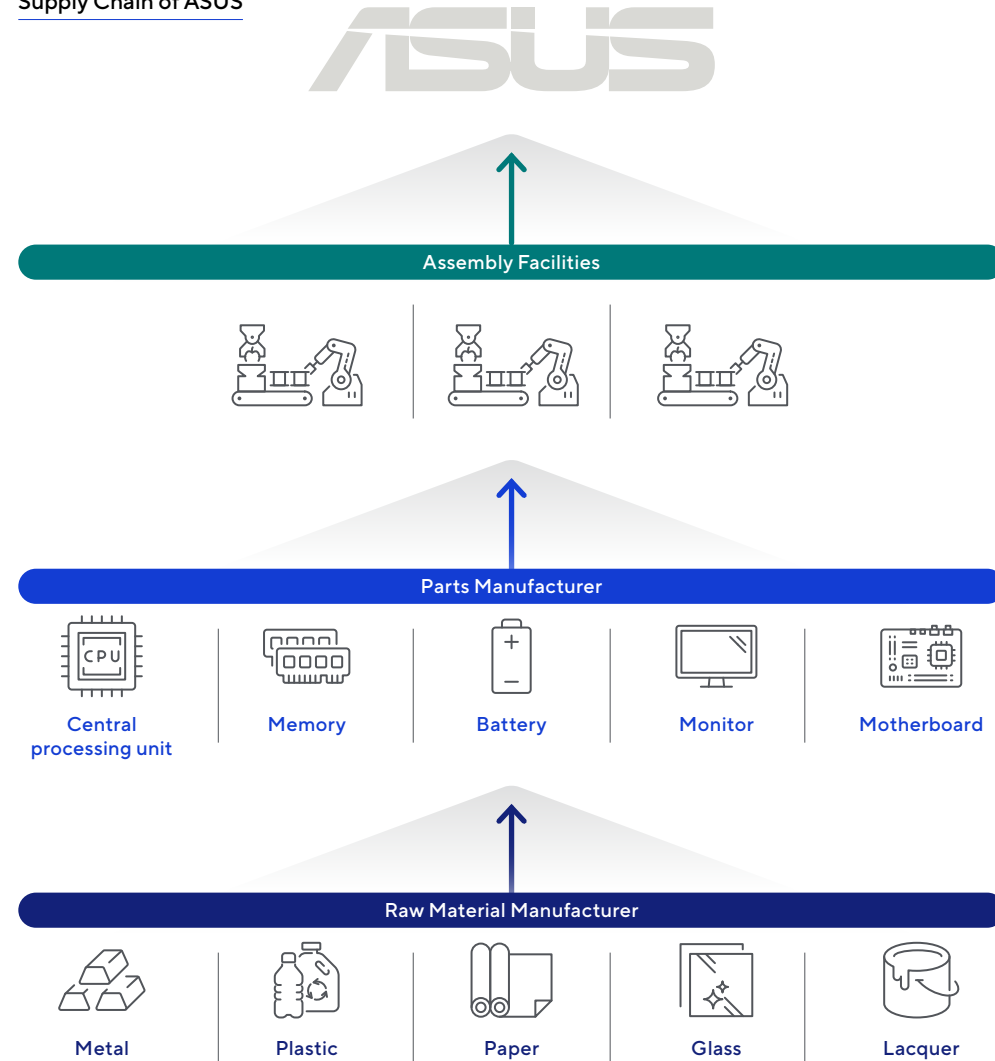 Supply Chain of ASUS
ASUS
Assembly Facilities
Parts Manufacturer
CPU
Central
processing unit
Memory
Battery
Monitor
Motherboard
Raw Material Manufacturer
Metal
Plastic
Paper
Glass
Lacquer